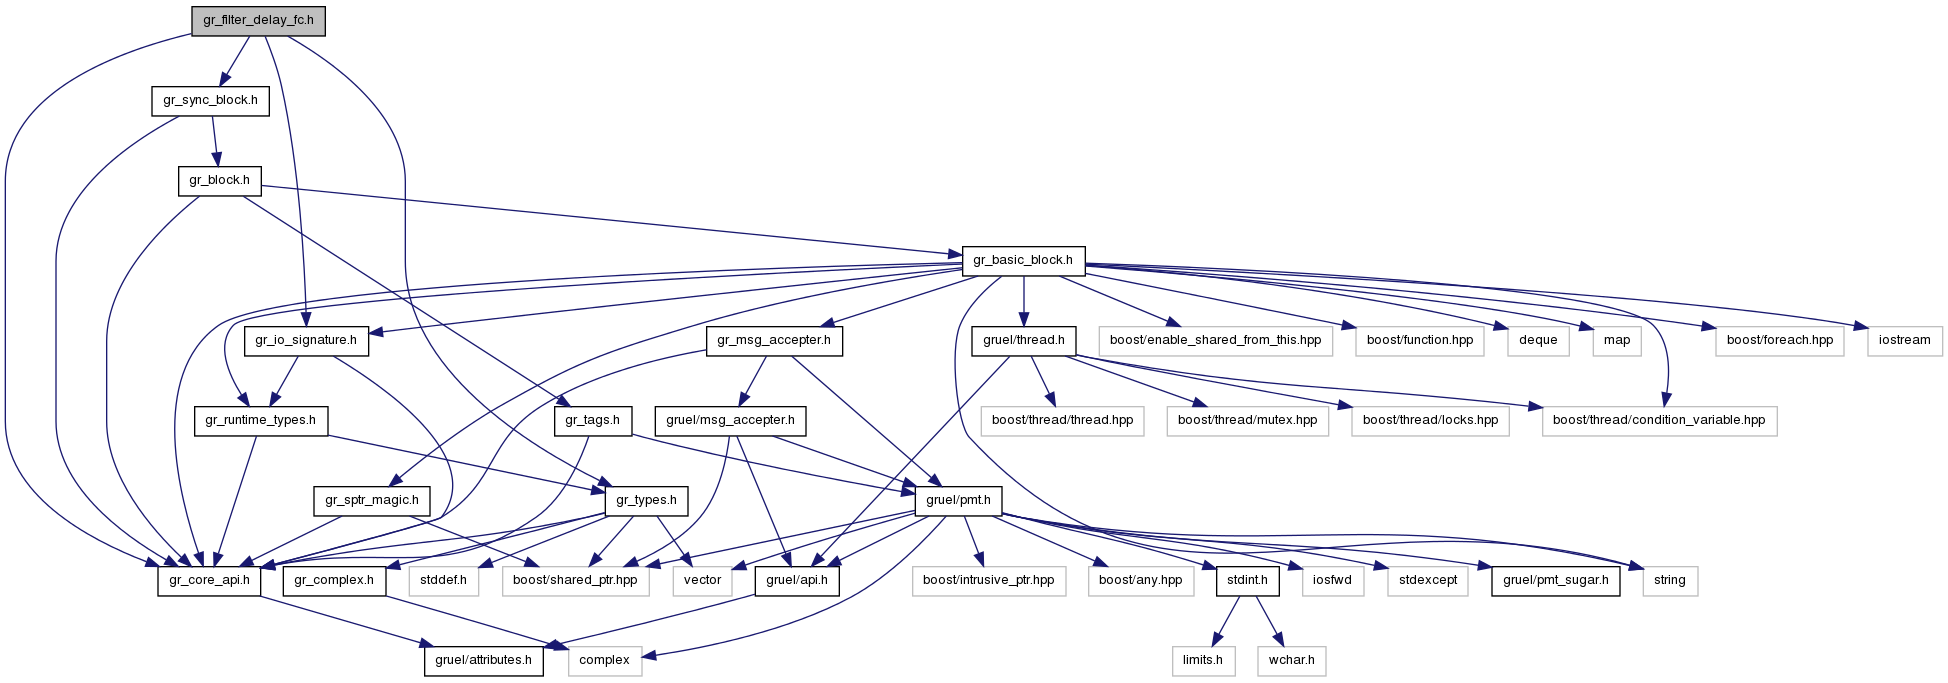 gr_filter_delay_fc.h
gr_sync_block.h
gr_block.h
gr_basic_block.h
gr_io_signature.h
gr_msg_accepter.h
gruel/thread.h
boost/enable_shared_from_this.hpp
boost/function.hpp
deque
map
boost/foreach.hpp
iostream
gr_runtime_types.h
gr_tags.h
gruel/msg_accepter.h
boost/thread/thread.hpp
boost/thread/mutex.hpp
boost/thread/locks.hpp
boost/thread/condition_variable.hpp
gr_sptr_magic.h
gr_types.h
gruel/pmt.h
gr_core_api.h
gr_complex.h
stddef.h
boost/shared_ptr.hpp
vector
gruel/api.h
boost/intrusive_ptr.hpp
boost/any.hpp
stdint.h
iosfwd
stdexcept
gruel/pmt_sugar.h
string
gruel/attributes.h
complex
limits.h
wchar.h